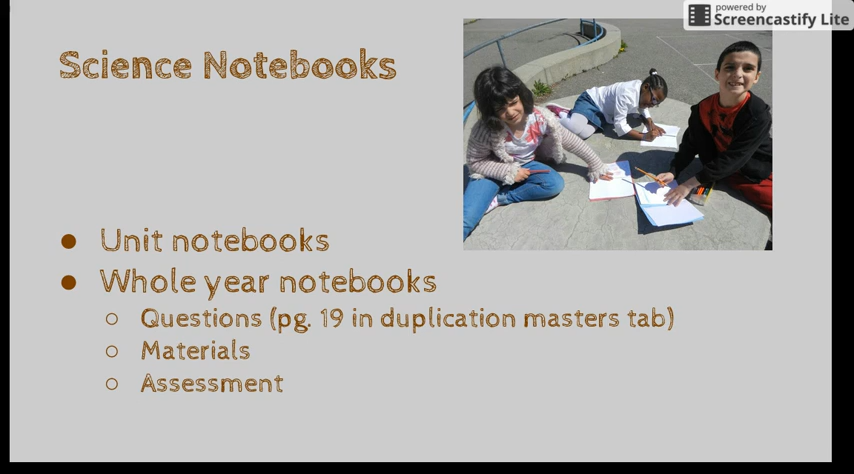 powered by
Screencastify Lite
Science Notebooks
● Unit notebooks
● Whole year notebooks
○ Questions (pg. 19 in duplication masters tab)
○ Materials
○ Assessment